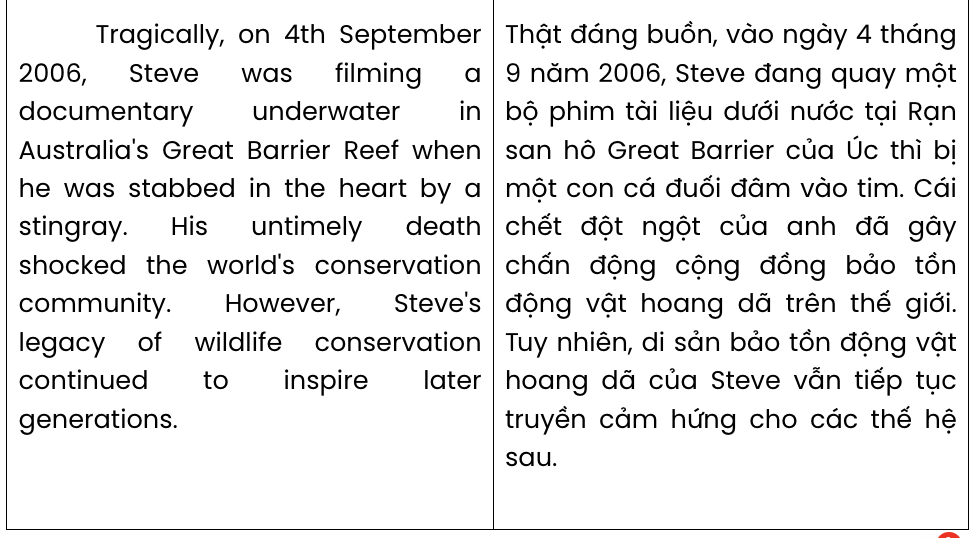 Tragically, on 4th September
2006, Steve was filming a
documentary underwater in
Australia's Great Barrier Reef when
he was stabbed in the heart by a
stingray. His untimely death
shocked the world's conservation
community. However, Steve's
legacy of wildlife conservation
continued to inspire later
generations.
Thật đáng buồn, vào ngày 4 tháng
9 năm 2006, Steve đang quay một
bộ phim tài liệu dưới nước tại Rạn
san hô Great Barrier của Úc thì bị
một con cá đuối đâm vào tim. Cái
chết đột ngột của anh đã gây
chấn động cộng đồng bảo tồn
động vật hoang dã trên thế giới.
Tuy nhiên, di sản bảo tồn động vật
hoang dã của Steve vẫn tiếp tục
truyền cảm hứng cho các thế hệ
sau.